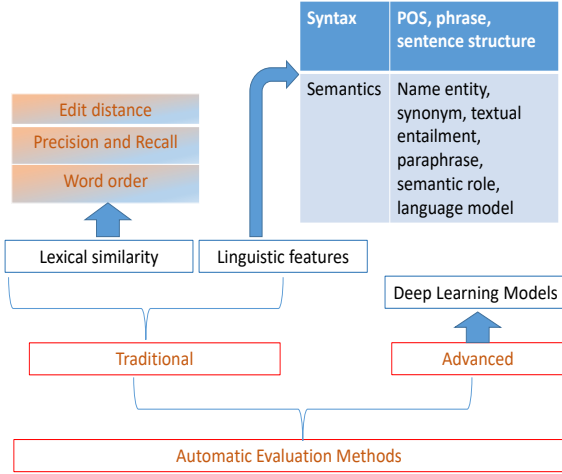 Syntax
POS, phrase,
sentence structure
Semantics
Name entity,
synonym, textual
entailment,
paraphrase,
semantic role,
language model
Edit distance
Precision and Recall
Word order
Lexical similarity
Linguistic features
Deep Learning Models
Traditional
Advanced
Automatic Evaluation Methods